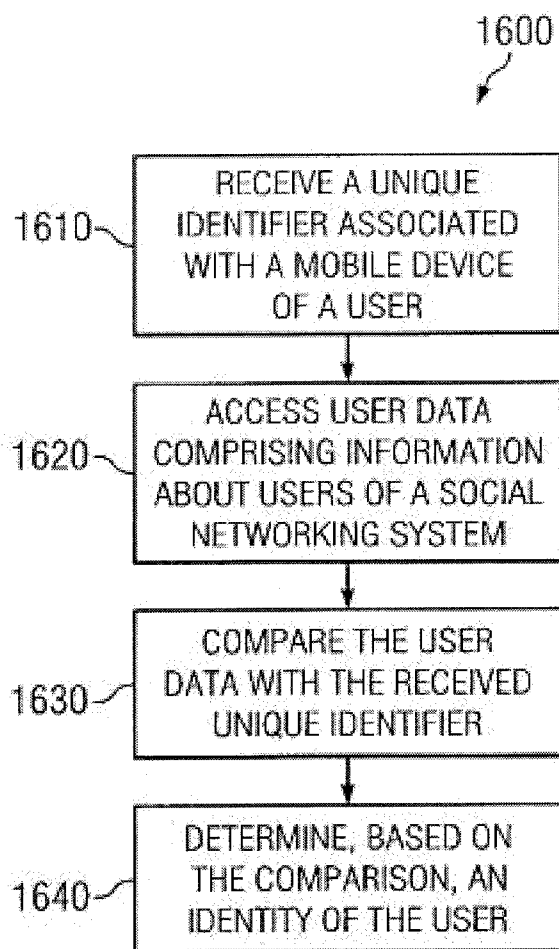 1600
1610
RECEIVE A UNIQUE
IDENTIFIER ASSOCIATED
WITH A MOBILE DEVICE
OF A USER
1620
ACCESS USER DATA
COMPRISING INFORMATION
ABOUT USERS OF A SOCIAL
NETWORKING SYSTEM
1630
COMPARE THE USER
DATA WITH THE RECEIVED
UNIQUE IDENTIFIER
1640
DETERMINE, BASED ON
THE COMPARISON, AN
IDENTITY OF THE USER